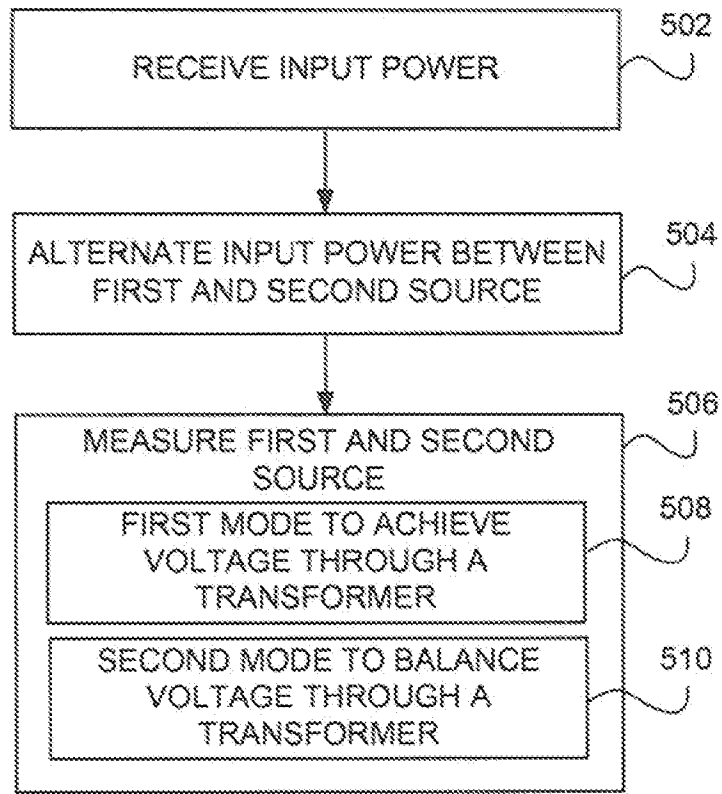 502
RECEIVE INPUT POWER
504
ALTERNATE INPUT POWER BETWEEN
FIRST AND SECOND SOURCE
506
MEASURE FIRST AND SECOND
SOURCE
508
FIRST MODE TO ACHIEVE
VOLTAGE THROUGH A
TRANSFORMER
510
SECOND MODE TO BALANCE
VOLTAGE THROUGH A
TRANSFORMER